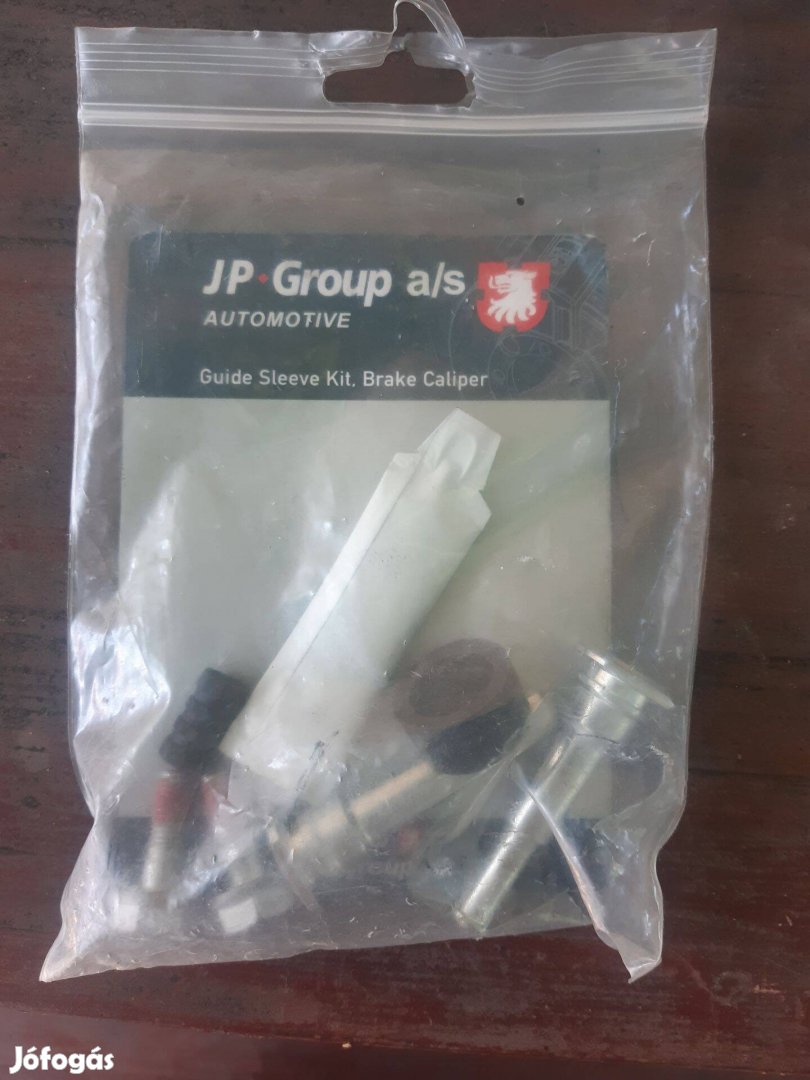 JP Group a/s
AUTOMOTIVE
Guide Sleeve Kit, Brake Caliper
Jófogás